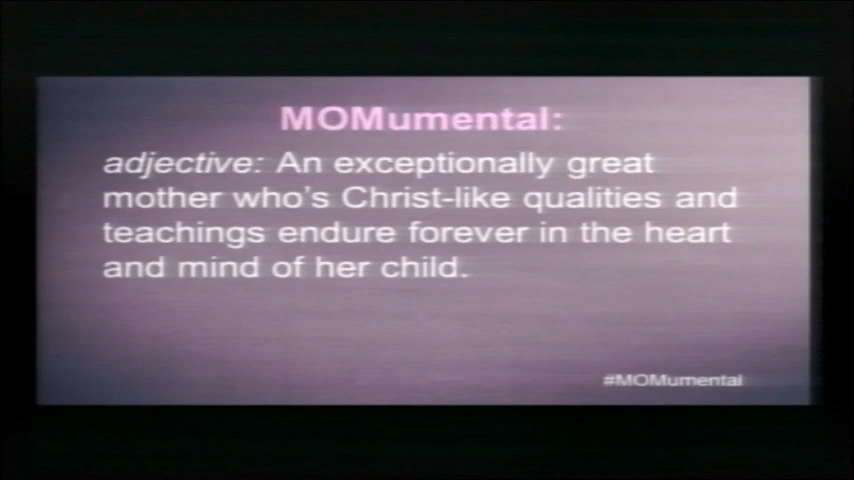 MOMumental:
adjective: An exceptionally great
mother who's Christ-like qualities and
teachings endure forever in the heart
and mind of her child.
#MOMumental